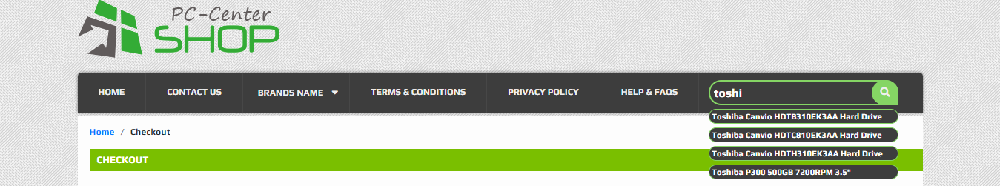 PC-Center
SHOP
HOME CONTACT US BRANDS NAME TERMS & CONDITIONS PRIVACY POLICY HELP & FAQS toshi
Toshiba Canvio HDTB310EK3AA Hard Drive
Home / Checkout
Toshiba Canvio HDTC810EK3AA Hard Drive
Toshiba Canvio HDTH310EK3AA Hard Drive
CHECKOUT
Toshiba P300 500GB 7200RPM 3.5"